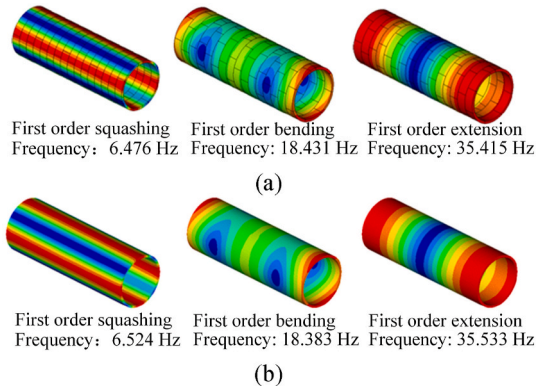 First order squashing First order bending First order extension
Frequency：6.476 Hz Frequency: 18.431 Hz Frequency: 35.415 Hz
(a)
First order squashing First order bending First order extension
Frequency：6.524 Hz Frequency: 18.383 Hz Frequency: 35.533 Hz
(b)